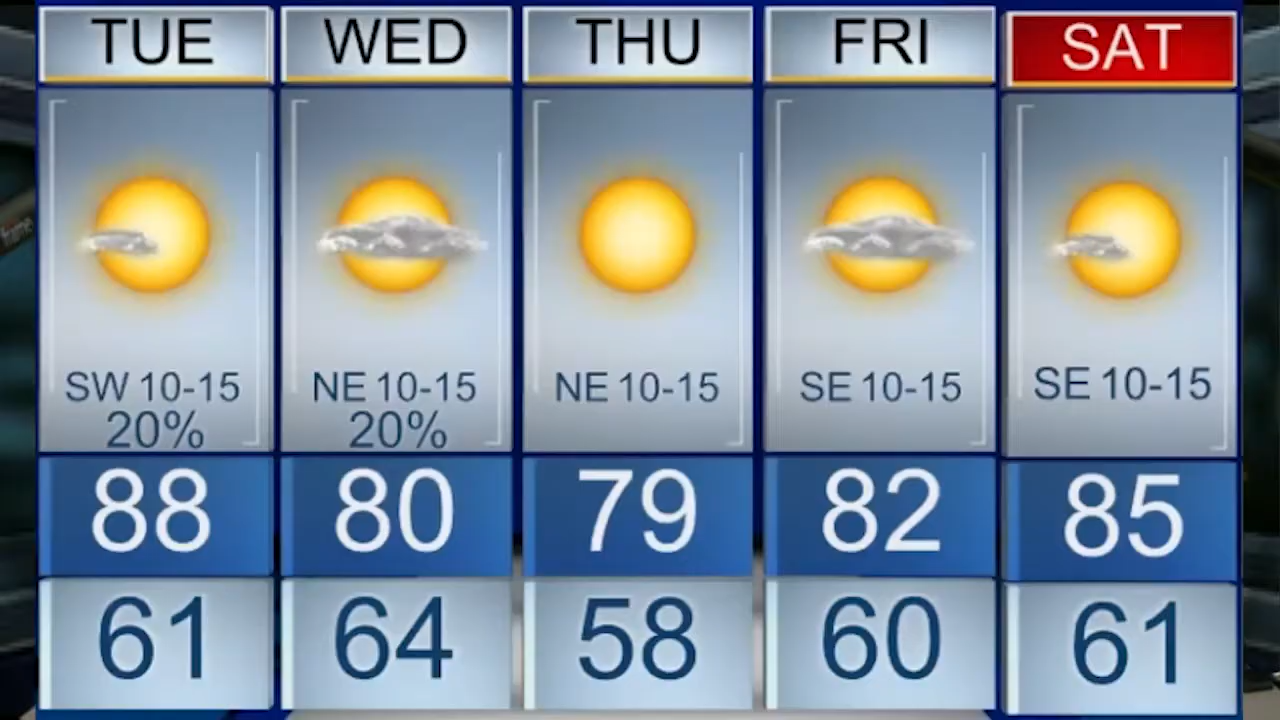 TUE
SW 10-15
20%
88
61
WED
NE 10-15
20%
80
64
THU
NE 10-15
79
58
FRI
SE 10-15
82
60
SAT
SE 10-15
85
61